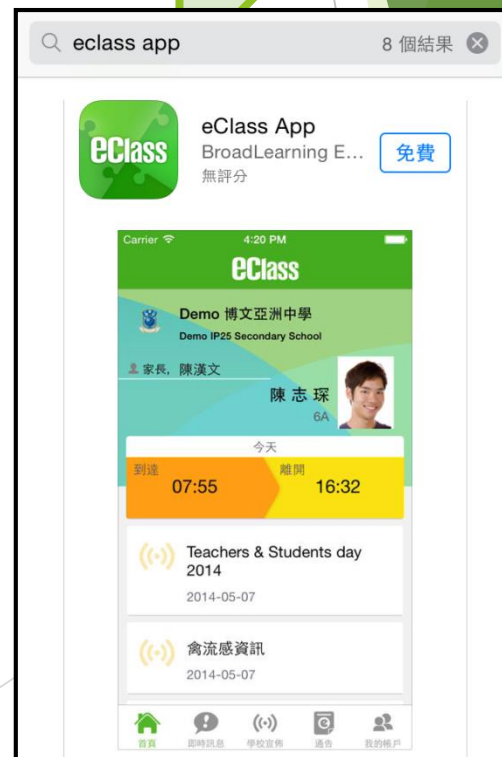 eclass app 8 個結果
eClass
eClass App
BroadLearning E...
無評分
免費
Carrier 4:20 PM
eClass
Demo 博文亞洲中學
Demo IP25 Secondary School
家長, 陳漢文
陳志琛
6A
今天
到達 07:55
離開 16:32
Teachers & Students day
2014
2014-05-07
禽流感資訊
2014-05-07
首頁 即時訊息 學校宣佈 通告 我的帳戶